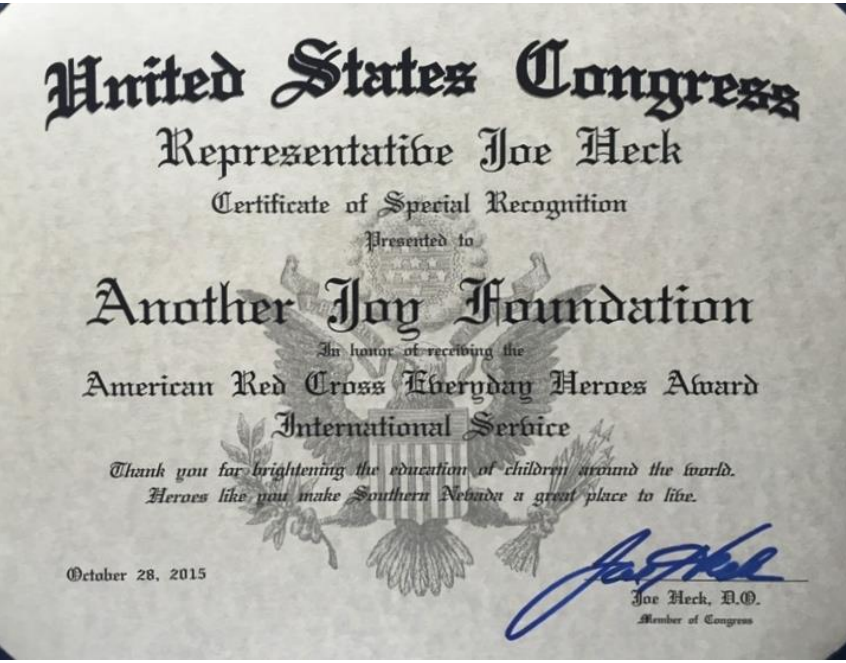 United States Congress
Representative Joe Heck
Certificate of Special Recognition
Presented to
Another Joy Foundation
In honor of receiving the
American Red Cross Everyday Heroes Award
International Service
Thank you for brightening the education of children around the world.
Heroes like you make Southern Nevada a great place to live.
October 28, 2015
Joe Heck
Joe Heck, D.O.
Member of Congress